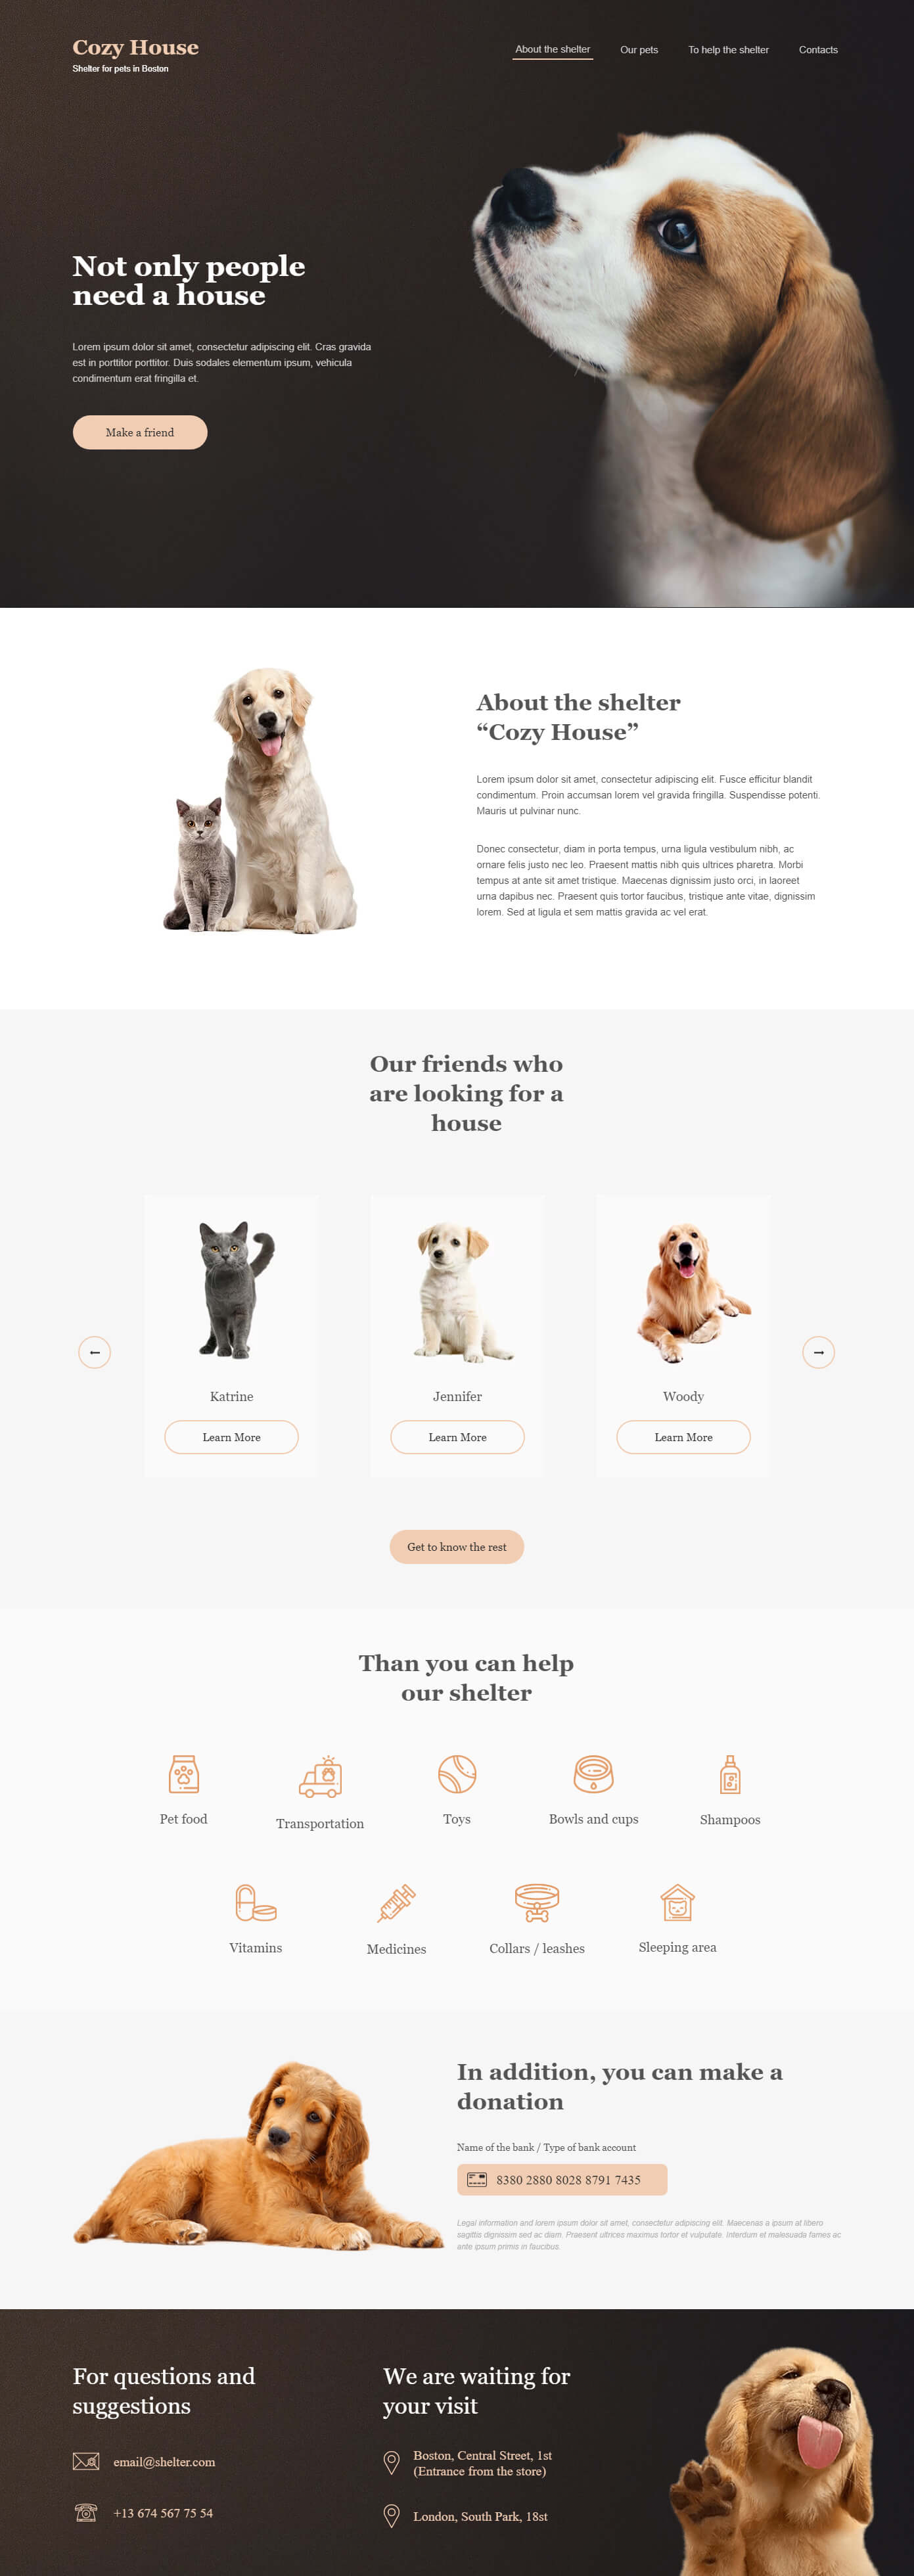 Cozy House
Shelter for pets in Boston
About the shelter
Our pets
To help the shelter
Contacts
Not only people
need a house
Lorem ipsum dolor sit amet, consectetur adipiscing elit. Cras gravida
est in porttitor porttitor. Duis sodales elementum ipsum, vehicula
condimentum erat fringilla et.
Make a friend
About the shelter
“Cozy House”
Lorem ipsum dolor sit amet, consectetur adipiscing elit. Fusce efficitur blandit
condimentum. Proin accumsan lorem vel gravida fringilla. Suspendisse potenti.
Mauris ut pulvinar nunc.
Donec consectetur, diam in porta tempus, urna ligula vestibulum nibh, ac
ornare felis justo nec leo. Praesent mattis nibh quis ultrices pharetra. Morbi
tempus at ante sit amet tristique. Maecenas dignissim justo orci, in laoreet
urna dapibus nec. Praesent quis tortor faucibus, tristique ante vitae, dignissim
lorem. Sed at ligula et sem mattis gravida ac vel erat.
Our friends who
are looking for a
house
Katrine
Learn More
Jennifer
Learn More
Woody
Learn More
Get to know the rest
Than you can help
our shelter
Pet food
Transportation
Toys
Bowls and cups
Shampoos
Vitamins
Medicines
Collars / leashes
Sleeping area
In addition, you can make a
donation
Name of the bank / Type of bank account
8380 2880 8028 8791 7435
Legal information and lorem ipsum dolor sit amet, consectetur adipiscing elit. Maecenas a ipsum at libero
sagittis dignissim sed ac diam. Praesent ultrices maximus tortor et vulputate. Interdum et malesuada fames ac
ante ipsum primis in faucibus.
For questions and
suggestions
email@shelter.com
+13 674 567 75 54
We are waiting for
your visit
Boston, Central Street, 1st
(Entrance from the store)
London, South Park, 18st